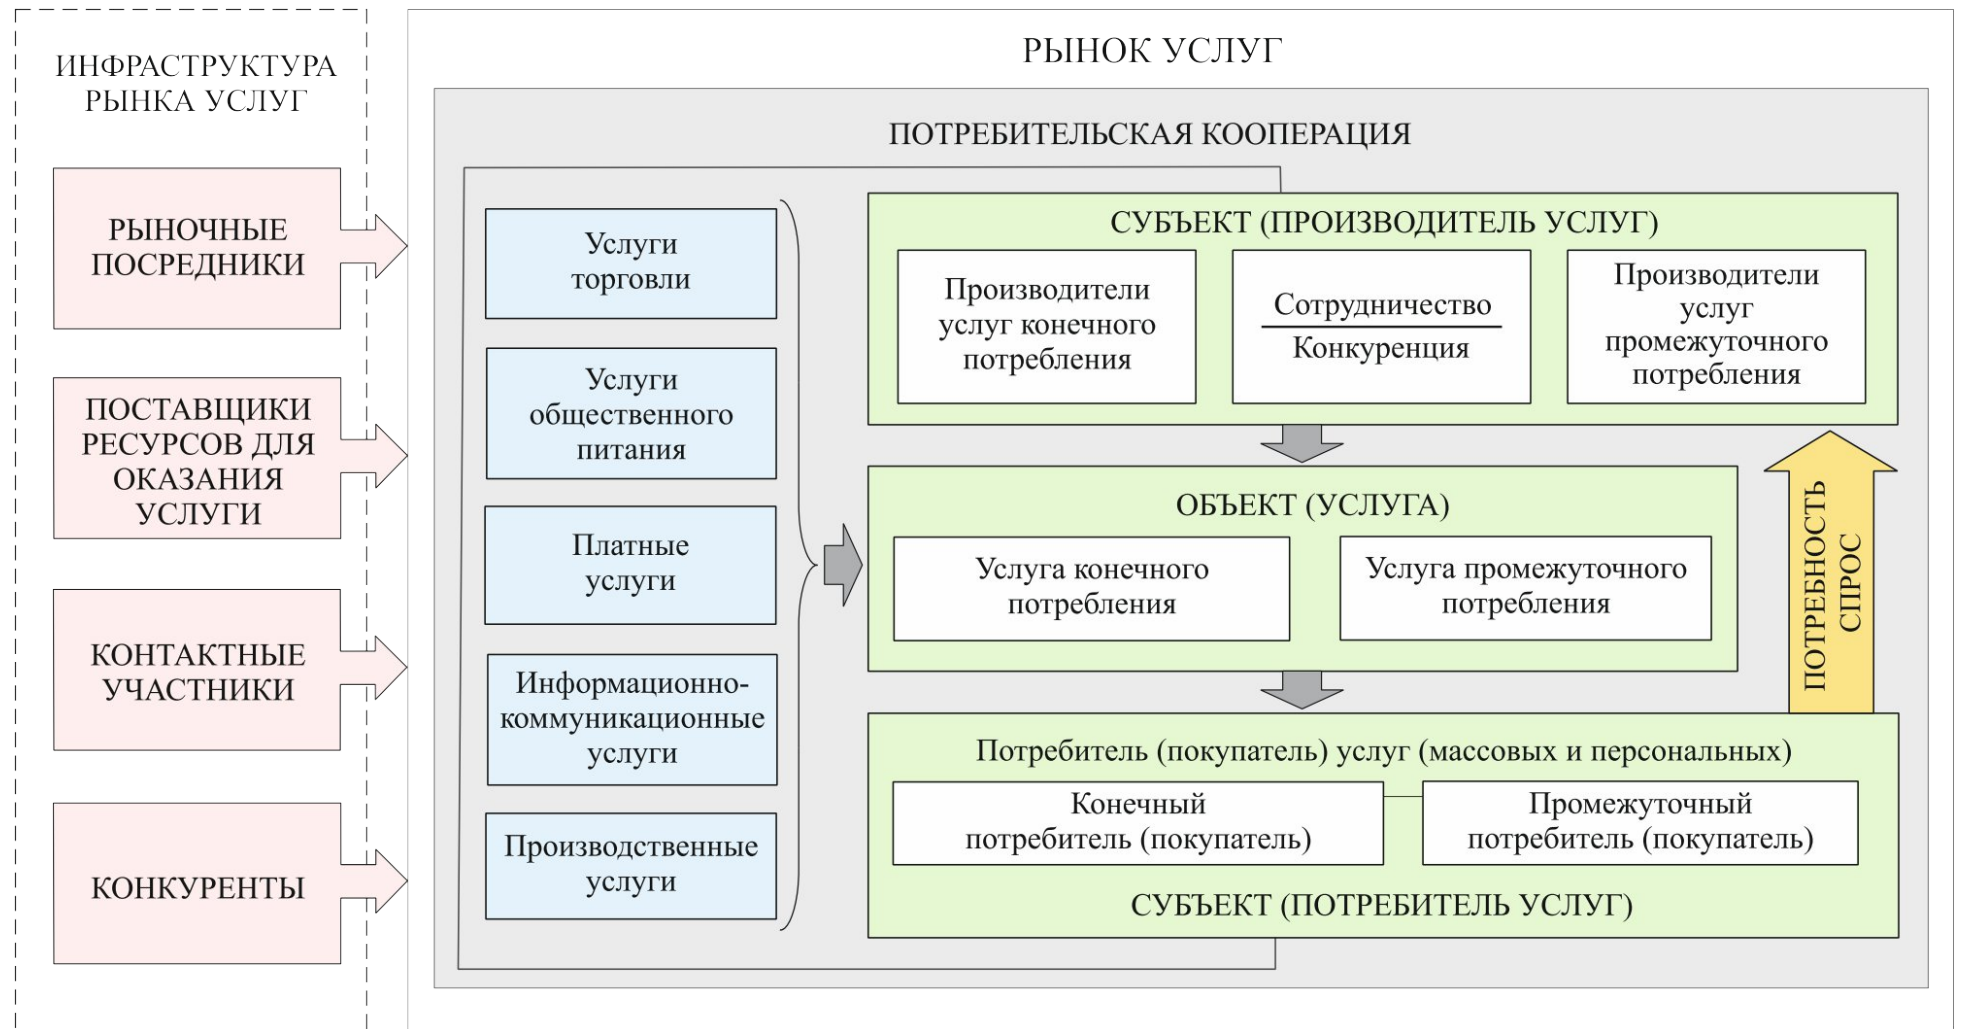 ИНФРАСТРУКТУРА
РЫНКА УСЛУГ
РЫНОЧНЫЕ
ПОСРЕДНИКИ
ПОСТАВЩИКИ
РЕСУРСОВ ДЛЯ
ОКАЗАНИЯ
УСЛУГИ
КОНТАКТНЫЕ
УЧАСТНИКИ
КОНКУРЕНТЫ
РЫНОК УСЛУГ
ПОТРЕБИТЕЛЬСКАЯ КООПЕРАЦИЯ
Услуги
торговли
Услуги
общественного
питания
Платные
услуги
Информационно-
коммуникационные
услуги
Производственные
услуги
СУБЪЕКТ (ПРОИЗВОДИТЕЛЬ УСЛУГ)
Производители
услуг конечного
потребления
Сотрудничество
Конкуренция
Производители
услуг
промежуточного
потребления
ОБЪЕКТ (УСЛУГА)
Услуга конечного
потребления
Услуга промежуточного
потребления
ПОТРЕБНОСТЬ
СПРОС
Потребитель (покупатель) услуг (массовых и персональных)
Конечный
потребитель (покупатель)
Промежуточный
потребитель (покупатель)
СУБЪЕКТ (ПОТРЕБИТЕЛЬ УСЛУГ)